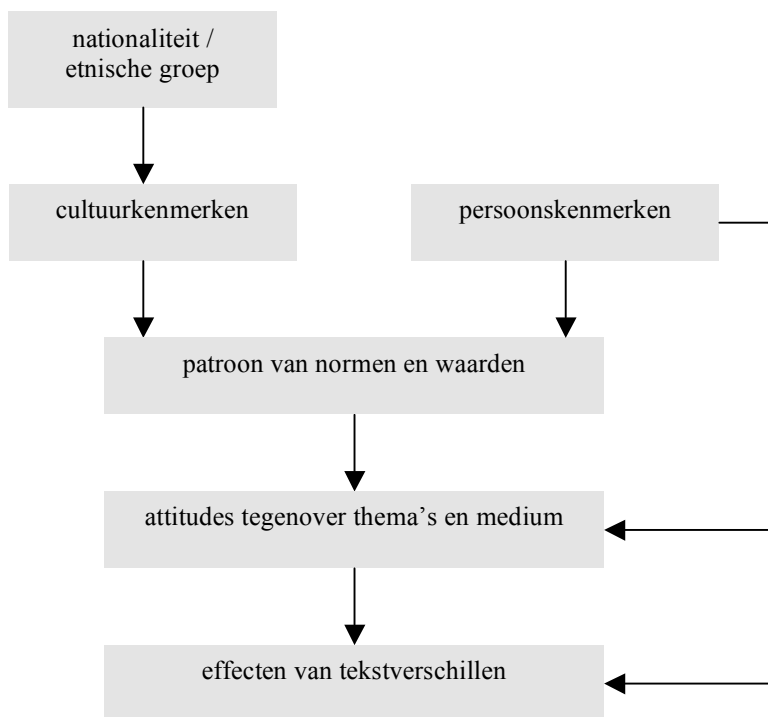 nationaliteit /
etnische groep
cultuurkenmerken
persoonskenmerken
patroon van normen en waarden
attitudes tegenover thema’s en medium
effecten van tekstverschillen